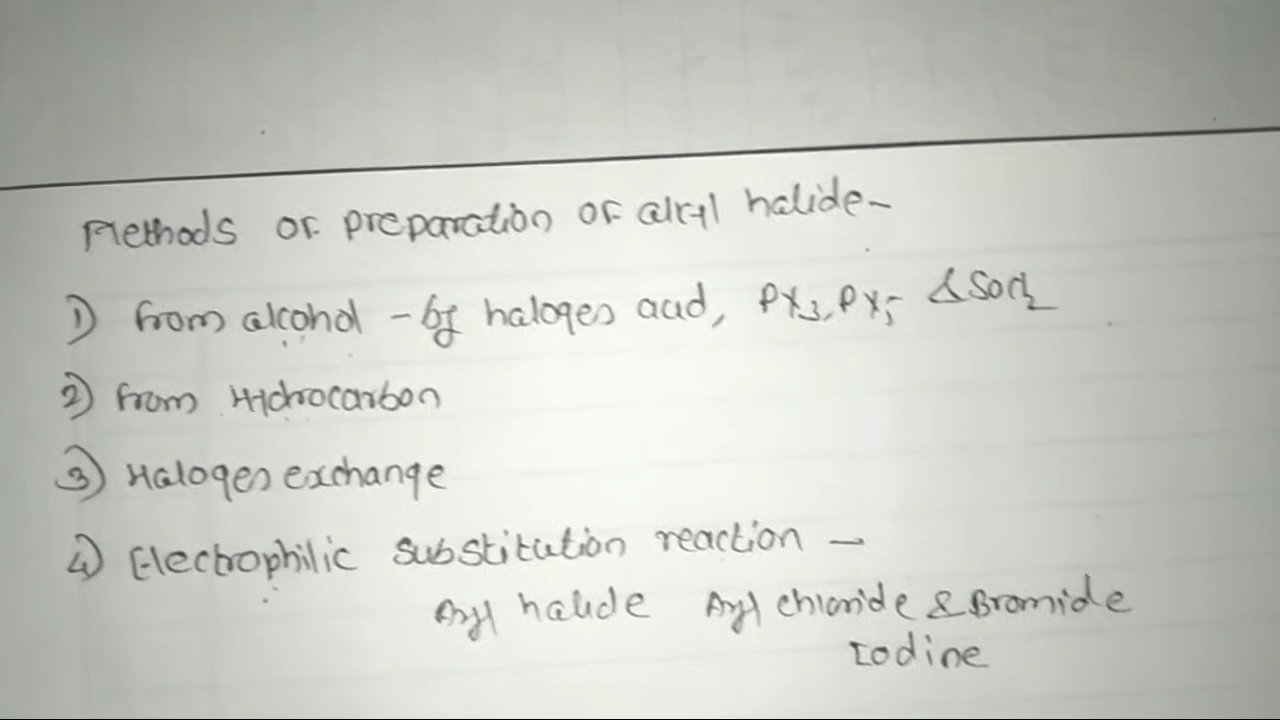 Methods of preparation of alkyl halide-
1) from alcohol - by halogen acid, PX3, PX5 & SOCl2
2) from Hydrocarbon
3) Halogen exchange
4) Electrophilic substitution reaction -
Aryl halide Aryl chloride & Bromide
Iodine